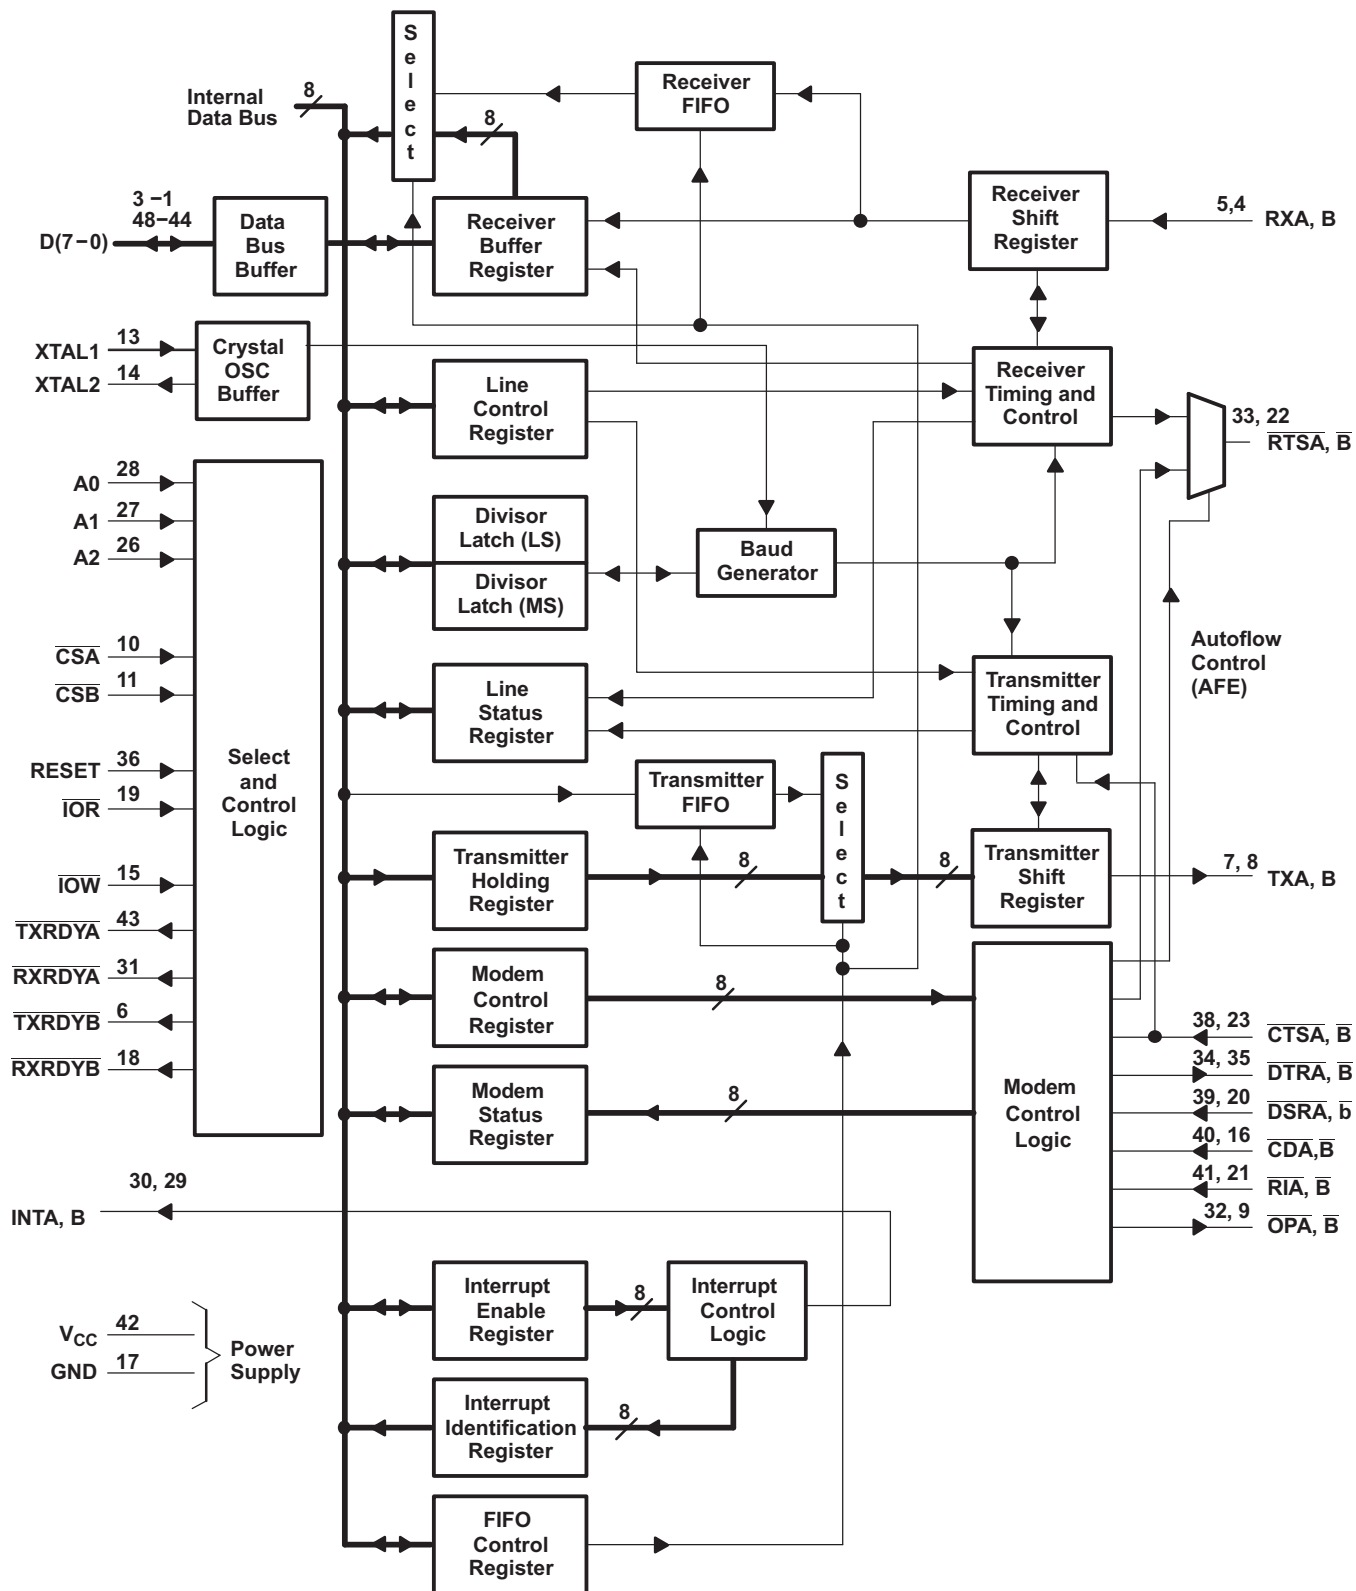 S
e
l
e
c
t
8
Internal
Data Bus
Receiver
FIFO
8
3 –1
48–44
D(7–0)
Data
Bus
Buffer
Receiver
Buffer
Register
Receiver
Shift
Register
5,4
RXA, B
XTAL1
13
XTAL2
14
Crystal
OSC
Buffer
Line
Control
Register
Receiver
Timing and
Control
33, 22
RTSA, B
A0
28
A1
27
A2
26
Divisor
Latch (LS)
Divisor
Latch (MS)
Baud
Generator
CSA
10
CSB
11
Line
Status
Register
Transmitter
Timing and
Control
Autoflow
Control
(AFE)
RESET
36
IOR
19
IOW
15
TXRDYA
43
RXRDYA
31
TXRDYB
6
RXRDYB
18
Select
and
Control
Logic
Transmitter
FIFO
S
e
l
e
c
t
Transmitter
Holding
Register
8
8
Transmitter
Shift
Register
7, 8
TXA, B
Modem
Control
Register
8
Modem
Status
Register
8
Modem
Control
Logic
38, 23
CTSA, B
34, 35
DTRA, B
39, 20
DSRA, b
40, 16
CDA,B
41, 21
RIA, B
32, 9
OPA, B
30, 29
INTA, B
Interrupt
Enable
Register
8
Interrupt
Control
Logic
VCC
42
GND
17
Power
Supply
Interrupt
Identification
Register
8
FIFO
Control
Register